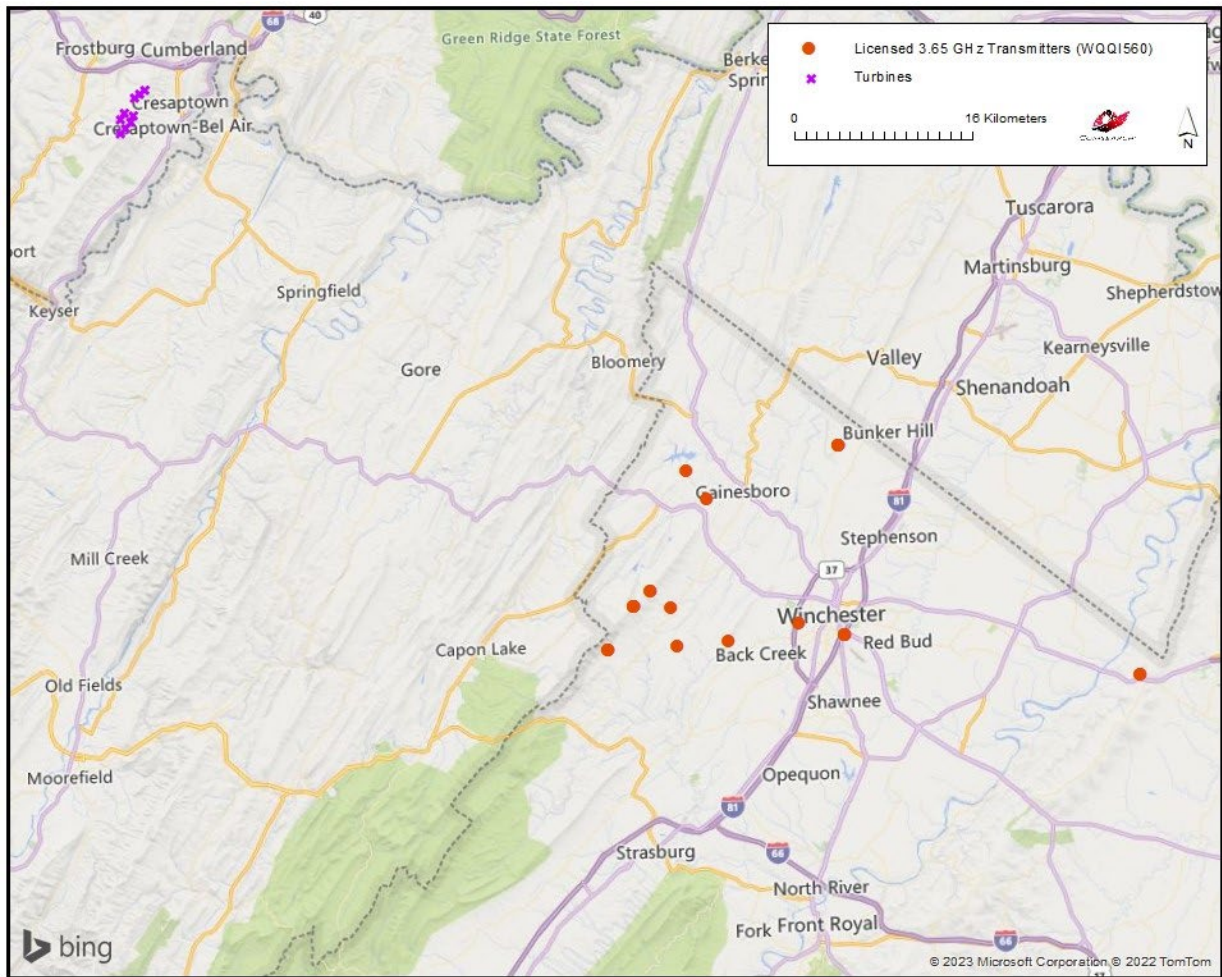 40
68
Frostburg Cumberland
Green Ridge State Forest
Licensed 3.65 GHz Transmitters (WQQI560)
Turbines
0
16 Kilometers
N
Cresaptown
Cresaptown-Bel Air
Tuscarora
Martinsburg
Shepherdstow
Keyser
Springfield
Kearneysville
Valley
Bloomery
Gore
Shenandoah
Bunker Hill
Gainesboro
81
Stephenson
Mill Creek
37
Winchester
Red Bud
Capon Lake
Back Creek
Old Fields
Shawnee
Moorefield
Opequon
81
Strasburg
66
North River
Fork Front Royal
66
bing
© 2023 Microsoft Corporation © 2022 TomTom